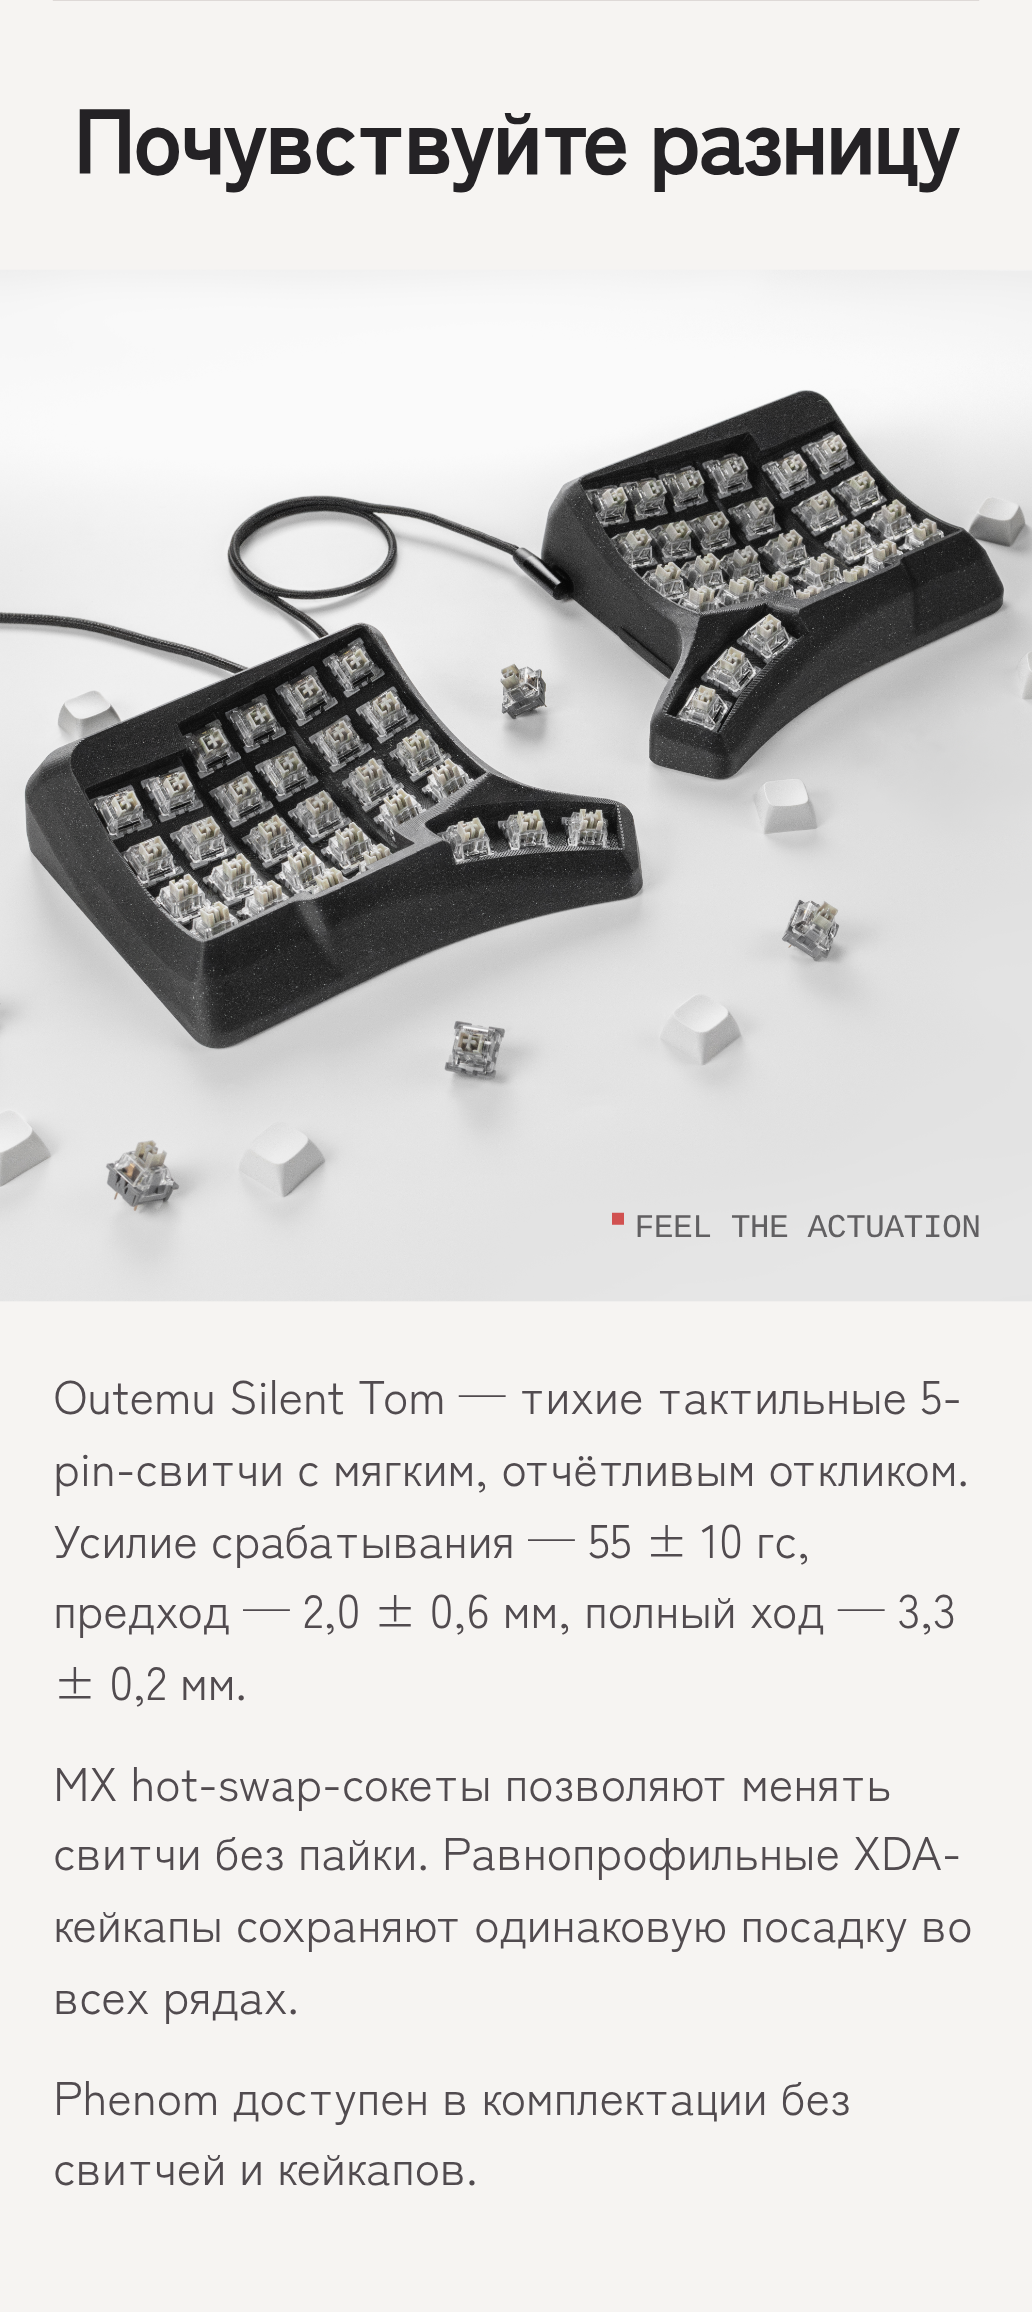 Почувствуйте разницу
FEEL THE ACTUATION
Outemu Silent Tom — тихие тактильные 5-
pin-свитчи с мягким, отчётливым откликом.
Усилие срабатывания — 55 ± 10 гс,
предход — 2,0 ± 0,6 мм, полный ход — 3,3
± 0,2 мм.
MX hot-swap-сокеты позволяют менять
свитчи без пайки. Равнопрофильные XDA-
кейкапы сохраняют одинаковую посадку во
всех рядах.
Phenom доступен в комплектации без
свитчей и кейкапов.